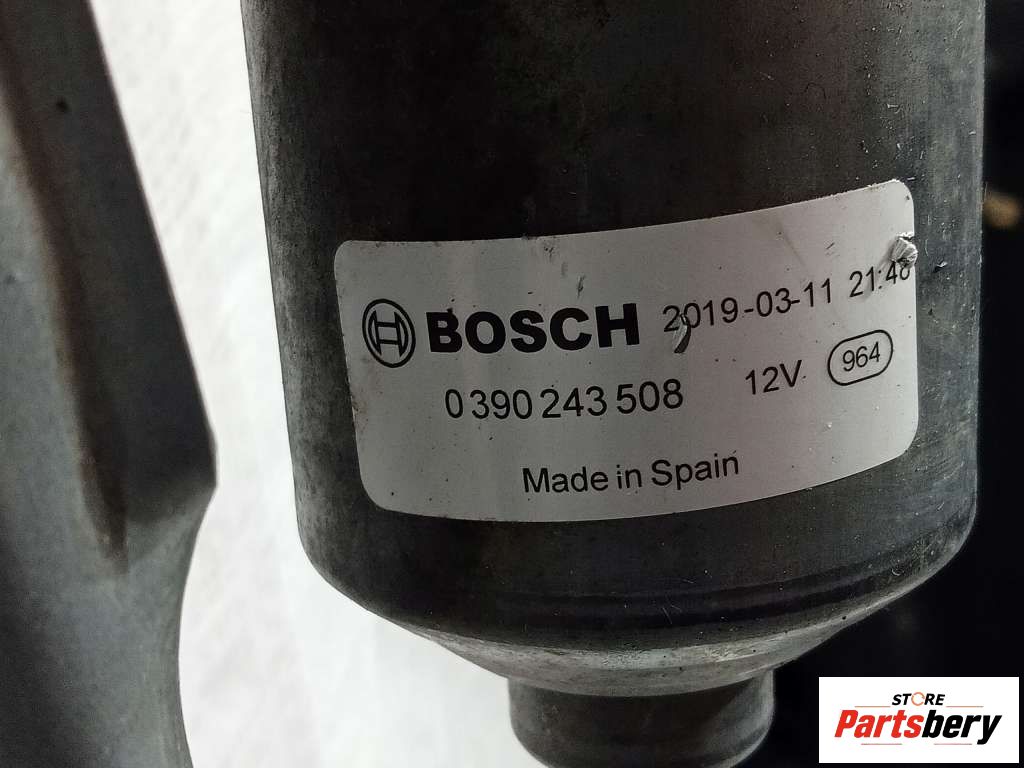 BOSCH 2019-03-11 21:48
0 390 243 508 12V 964
Made in Spain
STORE
Partsbery